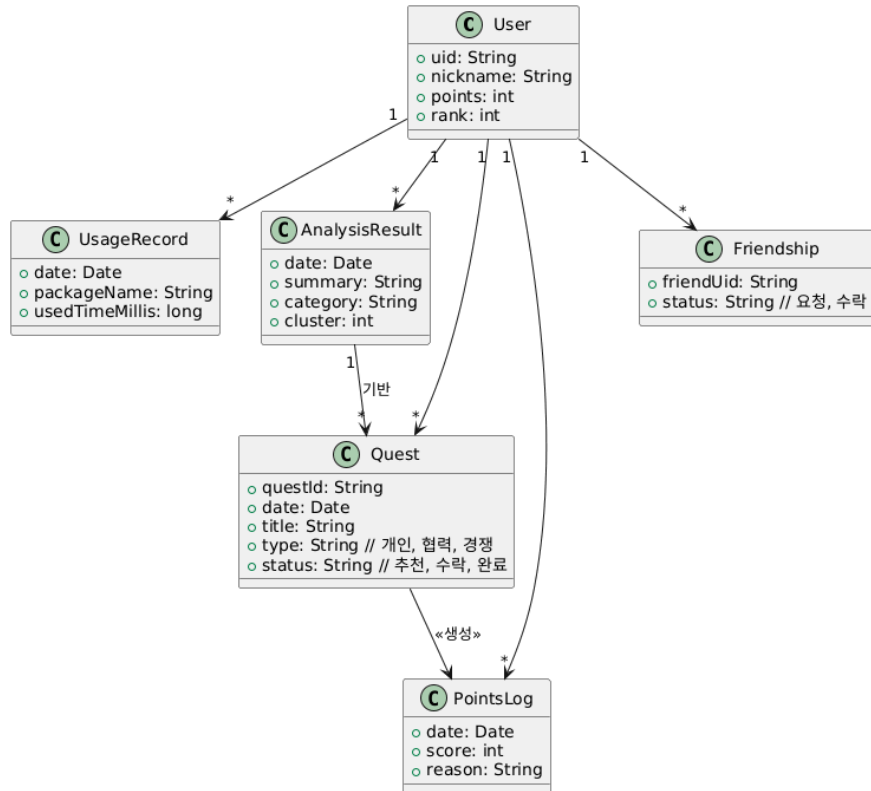 C User
uid: String
nickname: String
points: int
rank: int
1
1
1
1
1
*
*
*
C UsageRecord
date: Date
packageName: String
usedTimeMillis: long
C AnalysisResult
date: Date
summary: String
category: String
cluster: int
C Friendship
friendUid: String
status: String // 요청, 수락
1
기반
*
*
C Quest
questId: String
date: Date
title: String
type: String // 개인, 협력, 경쟁
status: String // 추천, 수락, 완료
«생성»
*
C PointsLog
date: Date
score: int
reason: String